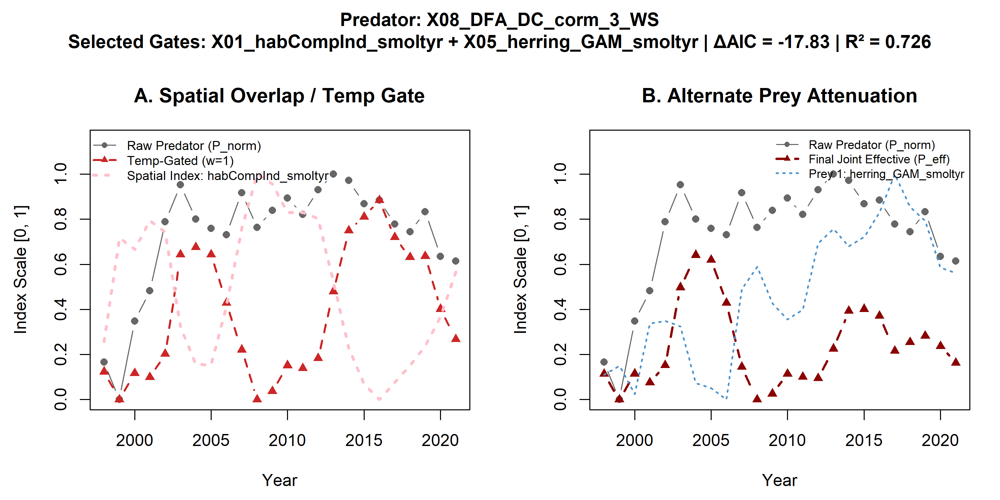 Predator: X08_DFA_DC_corm_3_WS
Selected Gates: X01_habCompInd_smoltyr + X05_herring_GAM_smoltyr | ΔAIC = -17.83 | R² = 0.726
A. Spatial Overlap / Temp Gate
Raw Predator (P_norm)
Temp-Gated (w=1)
Spatial Index: habCompInd_smoltyr
Index Scale [0, 1]
1.0
0.8
0.6
0.4
0.2
0.0
2000 2005 2010 2015 2020
Year
B. Alternate Prey Attenuation
Raw Predator (P_norm)
Final Joint Effective (P_eff)
Prey 1: herring_GAM_smoltyr
Index Scale [0, 1]
1.0
0.8
0.6
0.4
0.2
0.0
2000 2005 2010 2015 2020
Year